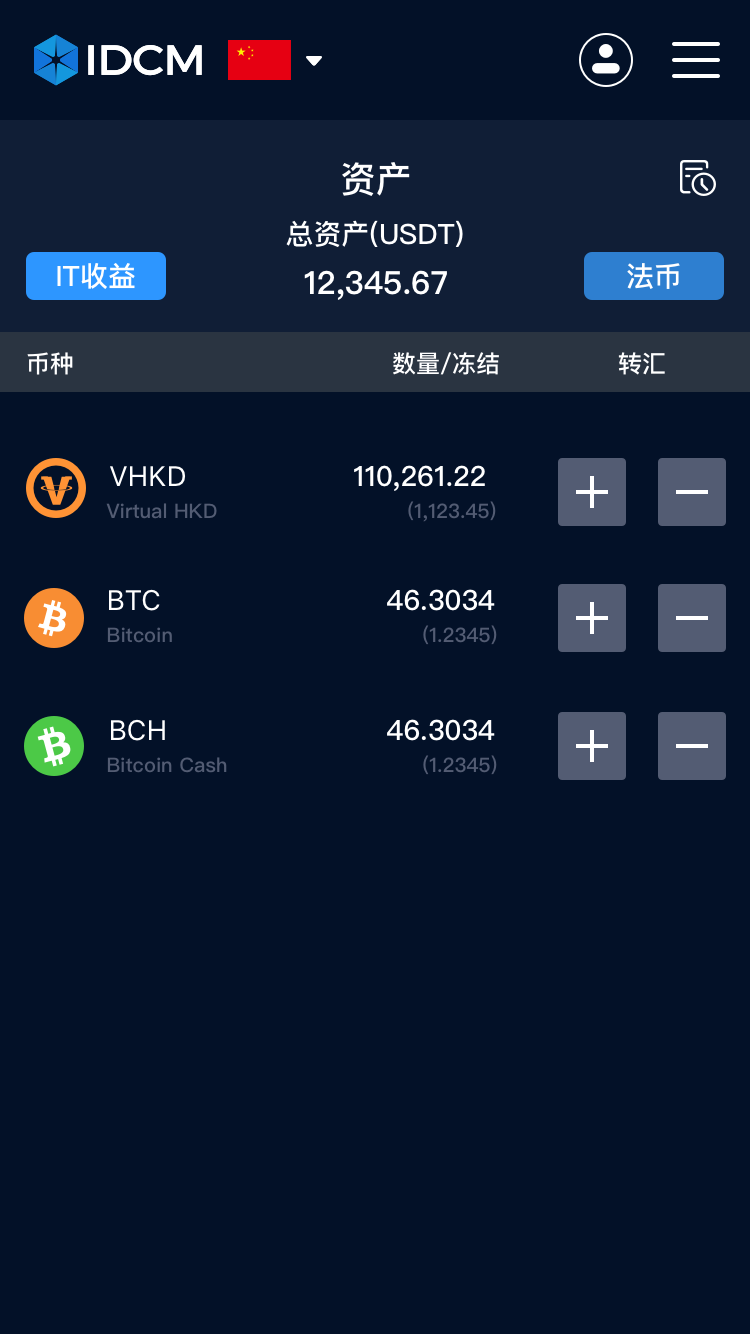 IDCM
资产
总资产(USDT)
IT收益
12,345.67
法币
币种 数量/冻结 转汇
VHKD 110,261.22
Virtual HKD (1,123.45)
BTC 46.3034
Bitcoin (1.2345)
BCH 46.3034
Bitcoin Cash (1.2345)